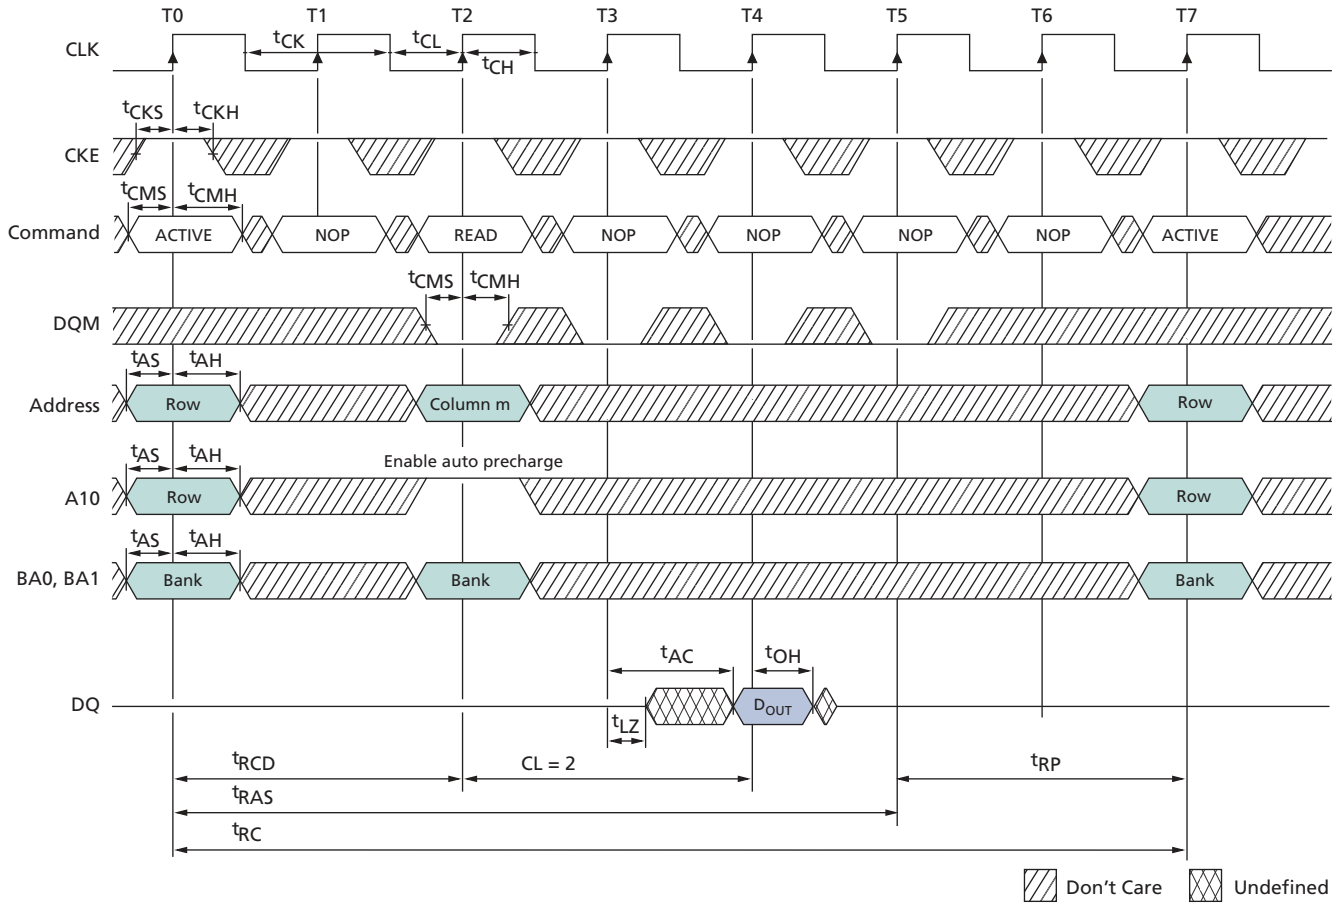 T0 T1 T2 T3 T4 T5 T6 T7
CLK tCK tCL
tCH
tCKS tCKH
CKE
tCMS tCMH
Command ACTIVE NOP READ NOP NOP NOP NOP ACTIVE
tCMS tCMH
DQM
tAS tAH
Address Row Column m Row
tAS tAH
Enable auto precharge
A10 Row Row
tAS tAH
BA0, BA1 Bank Bank Bank
tAC tOH
DQ DOUT
tLZ
tRCD CL = 2 tRP
tRAS
tRC
Don't Care Undefined